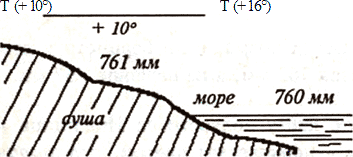 T (+10°) T (+16°)
+ 10°
761 мм
море 760 мм
суша